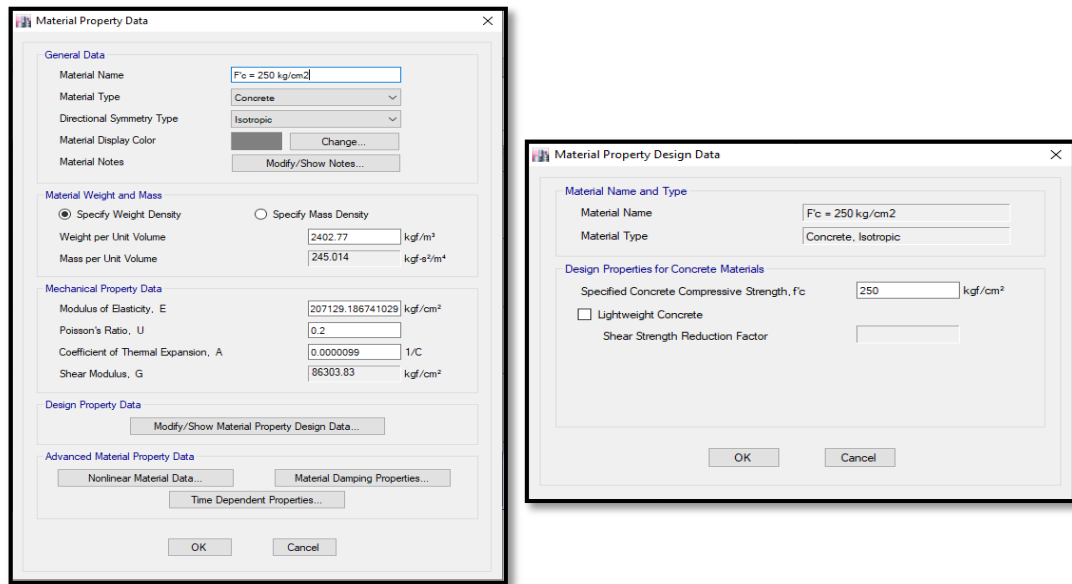 Material Property Data
General Data
Material Name F'c = 250 kg/cm2
Material Type Concrete
Directional Symmetry Type Isotropic
Material Display Color Change...
Material Notes Modify/Show Notes...
Material Weight and Mass
Specify Weight Density Specify Mass Density
Weight per Unit Volume 2402.77 kgf/m³
Mass per Unit Volume 245.014 kgf-s²/m⁴
Mechanical Property Data
Modulus of Elasticity, E 207129.186741029 kgf/cm²
Poisson's Ratio, U 0.2
Coefficient of Thermal Expansion, A 0.0000099 1/C
Shear Modulus, G 86303.83 kgf/cm²
Design Property Data
Modify/Show Material Property Design Data...
Advanced Material Property Data
Nonlinear Material Data... Material Damping Properties...
Time Dependent Properties...
OK Cancel
Material Property Design Data
Material Name and Type
Material Name F'c = 250 kg/cm2
Material Type Concrete, Isotropic
Design Properties for Concrete Materials
Specified Concrete Compressive Strength, f'c 250 kgf/cm²
Lightweight Concrete
Shear Strength Reduction Factor
OK Cancel